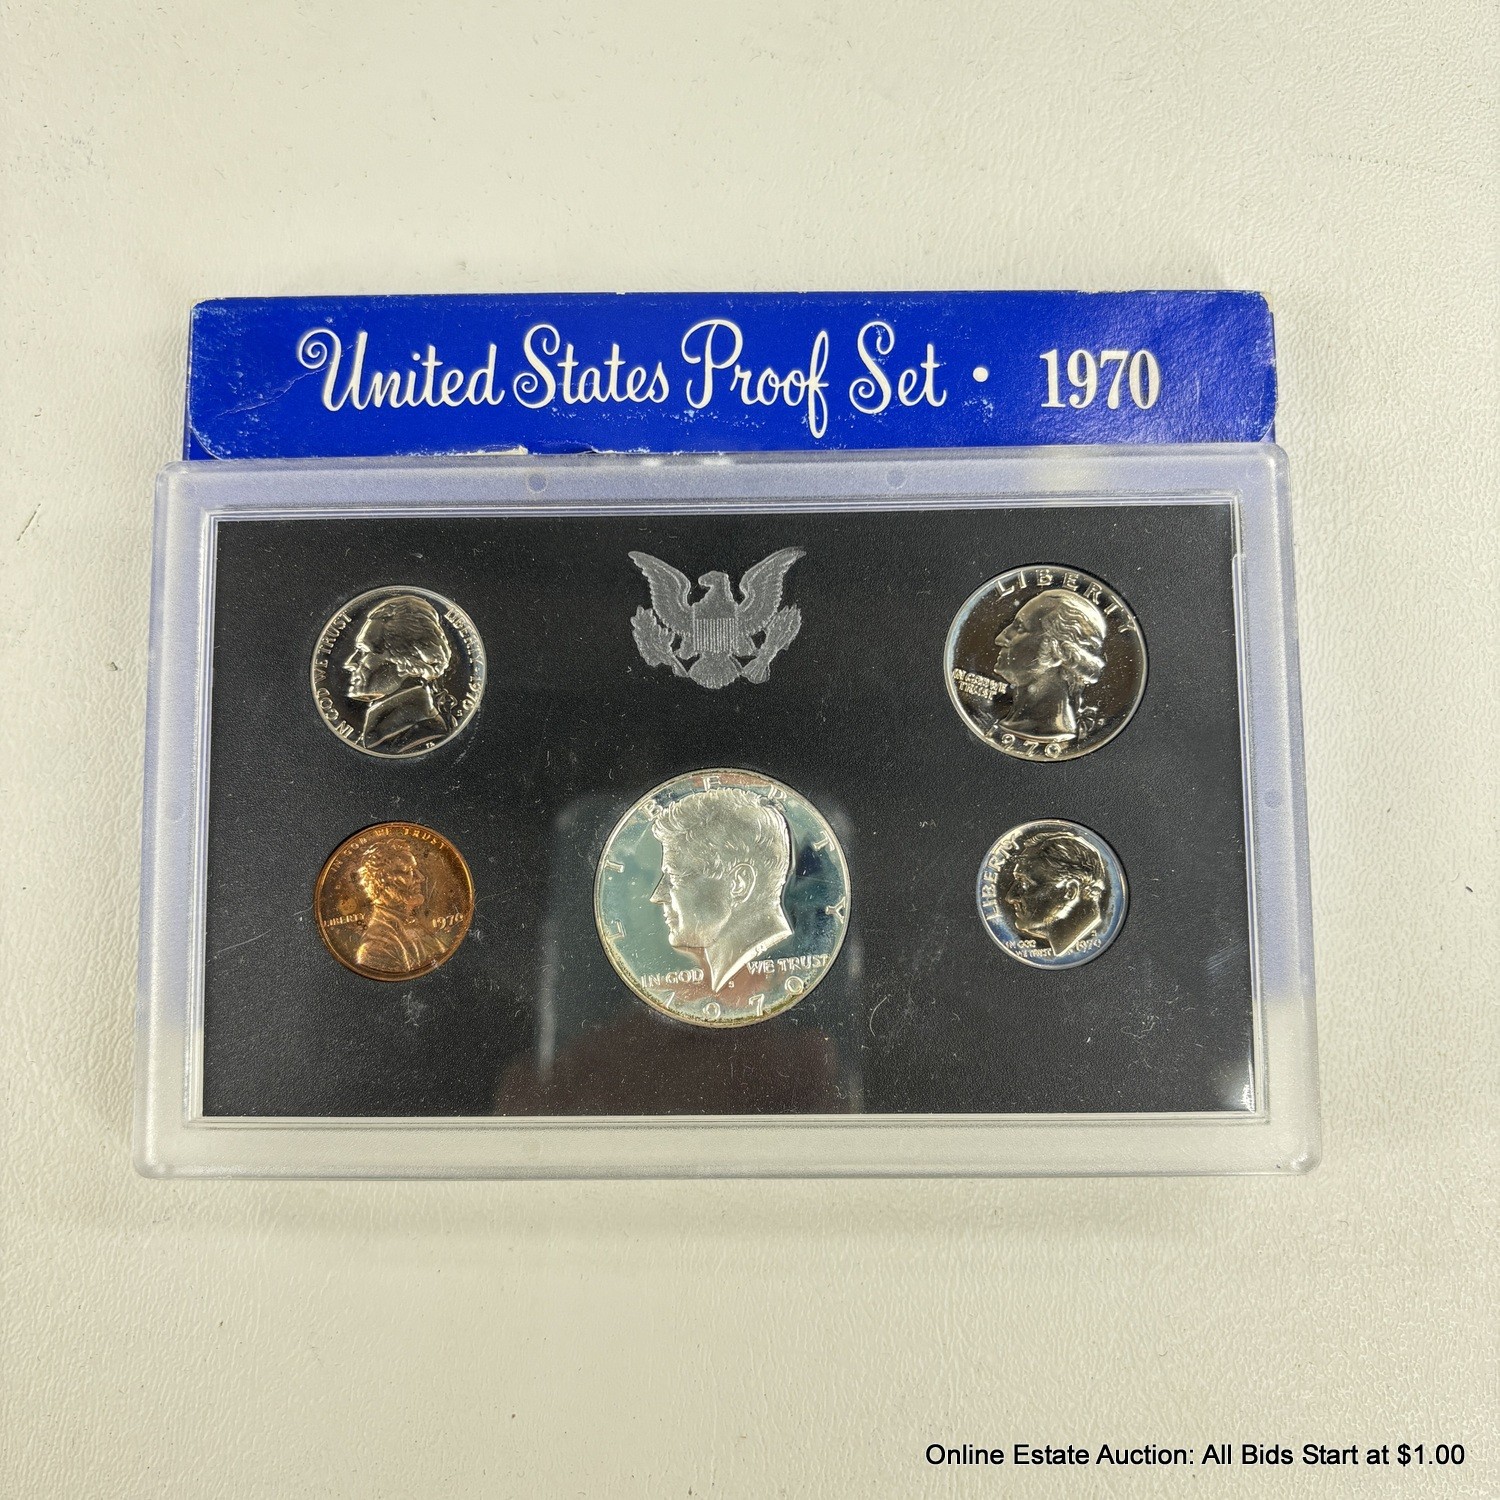 United States Proof Set • 1970
IN GOD WE TRUST LIBERTY • 1970 S
LIBERTY
IN GOD WE
TRUST
S
1970
IN GOD WE TRUST
LIBERTY 1970
S
LIBERTY
IN GOD WE TRUST
S
1970
LIBERTY
IN GOD
WE TRUST
S
1970
Online Estate Auction: All Bids Start at $1.00